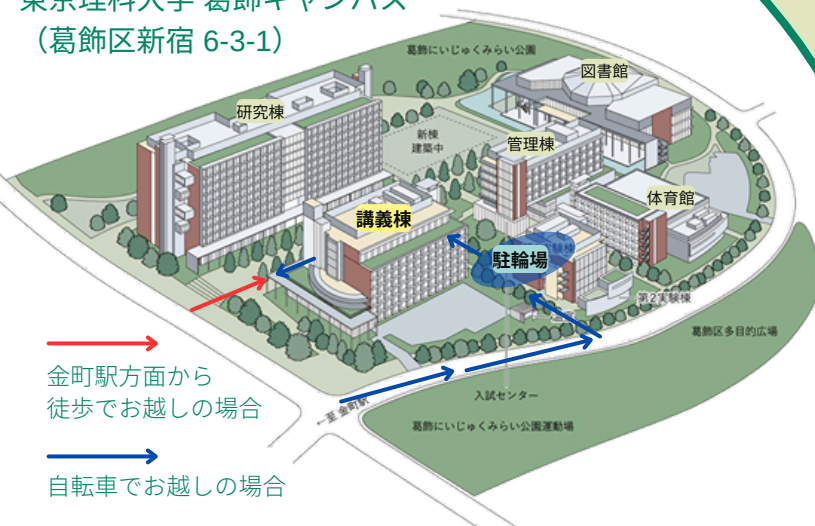 東京理科大学 葛飾キャンパス
（葛飾区新宿 6-3-1）
葛飾にいじゅくみらい公園
図書館
研究棟
新棟
建築中
管理棟
体育館
講義棟
駐輪場
第2実験棟
葛飾区多目的広場
入試センター
←至 金町駅
葛飾にいじゅくみらい公園運動場
金町駅方面から
徒歩でお越しの場合
自転車でお越しの場合